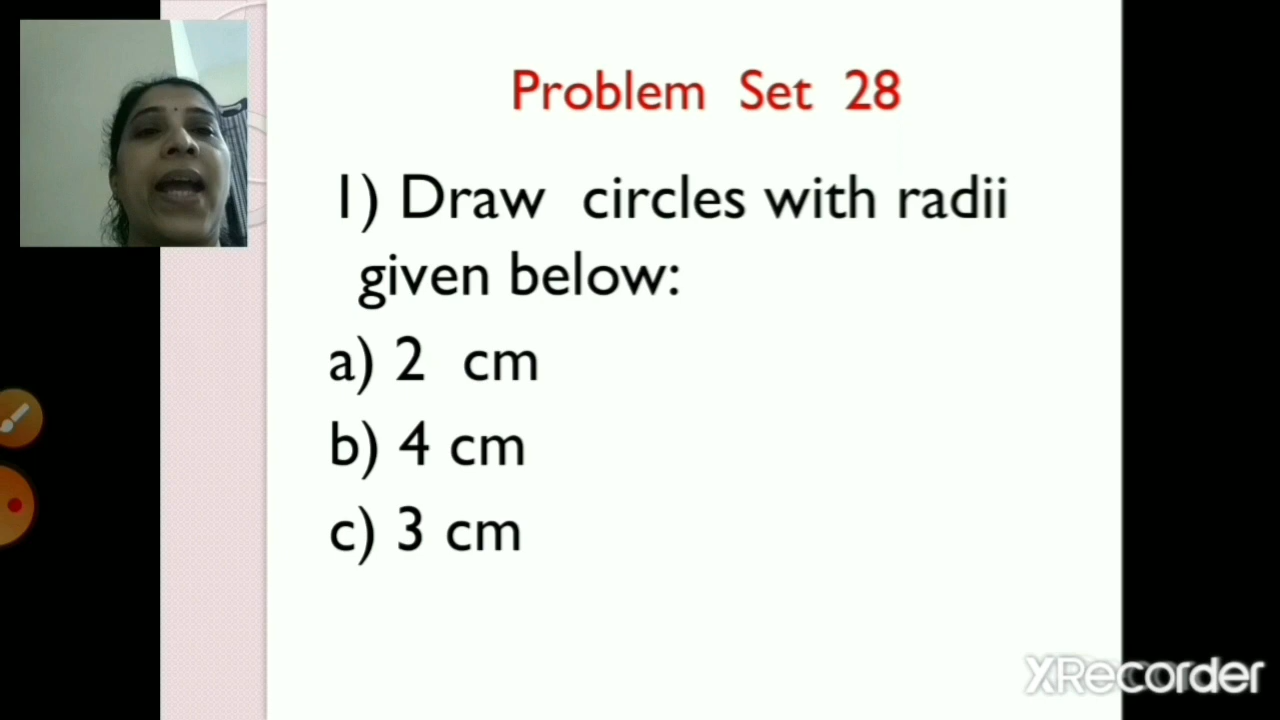 Problem Set 28
1) Draw circles with radii
given below:
a) 2 cm
b) 4 cm
c) 3 cm
XRecorder